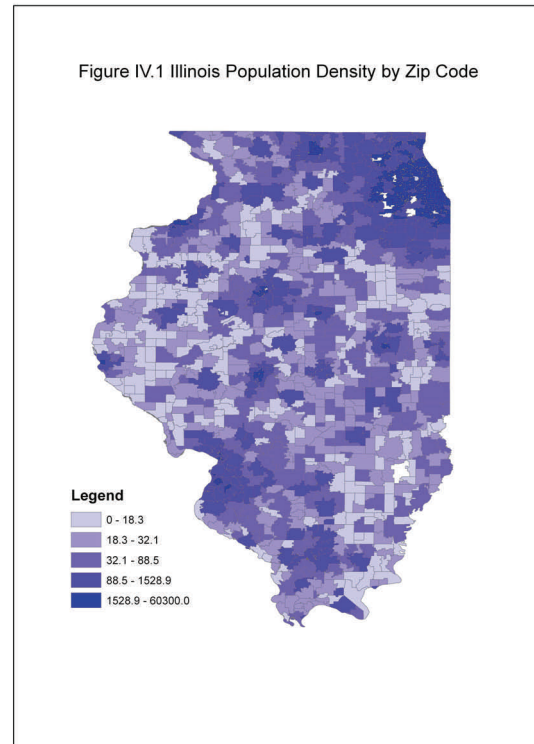 Figure IV.1 Illinois Population Density by Zip Code
Legend
0 - 18.3
18.3 - 32.1
32.1 - 88.5
88.5 - 1528.9
1528.9 - 60300.0